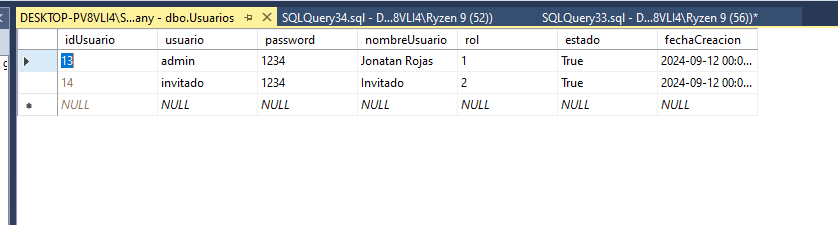 DESKTOP-PV8VLI4\S...any - dbo.Usuarios SQLQuery34.sql - D...8VLI4\Ryzen 9 (52)) SQLQuery33.sql - D...8VLI4\Ryzen 9 (56))*
idUsuario usuario password nombreUsuario rol estado fechaCreacion
13 admin 1234 Jonatan Rojas 1 True 2024-09-12 00:0...
14 invitado 1234 Invitado 2 True 2024-09-12 00:0...
NULL NULL NULL NULL NULL NULL NULL